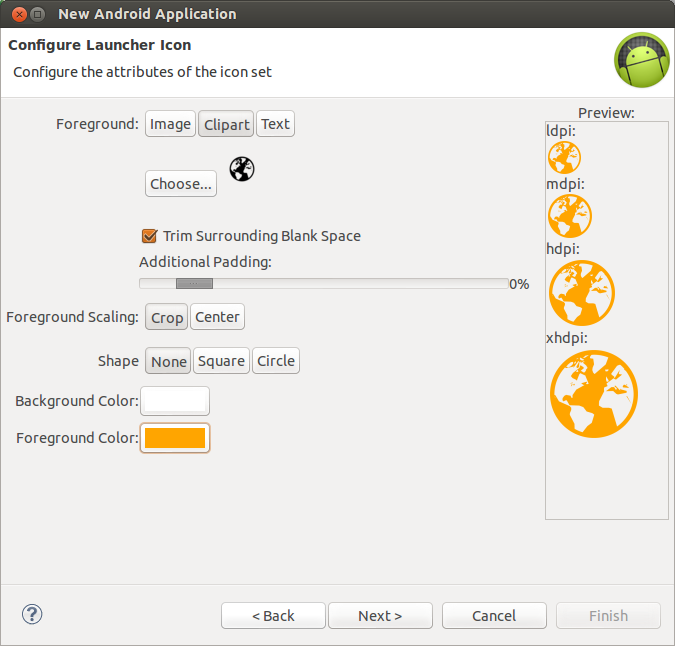 New Android Application
Configure Launcher Icon
Configure the attributes of the icon set
Foreground: Image Clipart Text
Choose...
Trim Surrounding Blank Space
Additional Padding:
0%
Foreground Scaling: Crop Center
Shape None Square Circle
Background Color:
Foreground Color:
Preview:
ldpi:
mdpi:
hdpi:
xhdpi:
? < Back Next > Cancel Finish